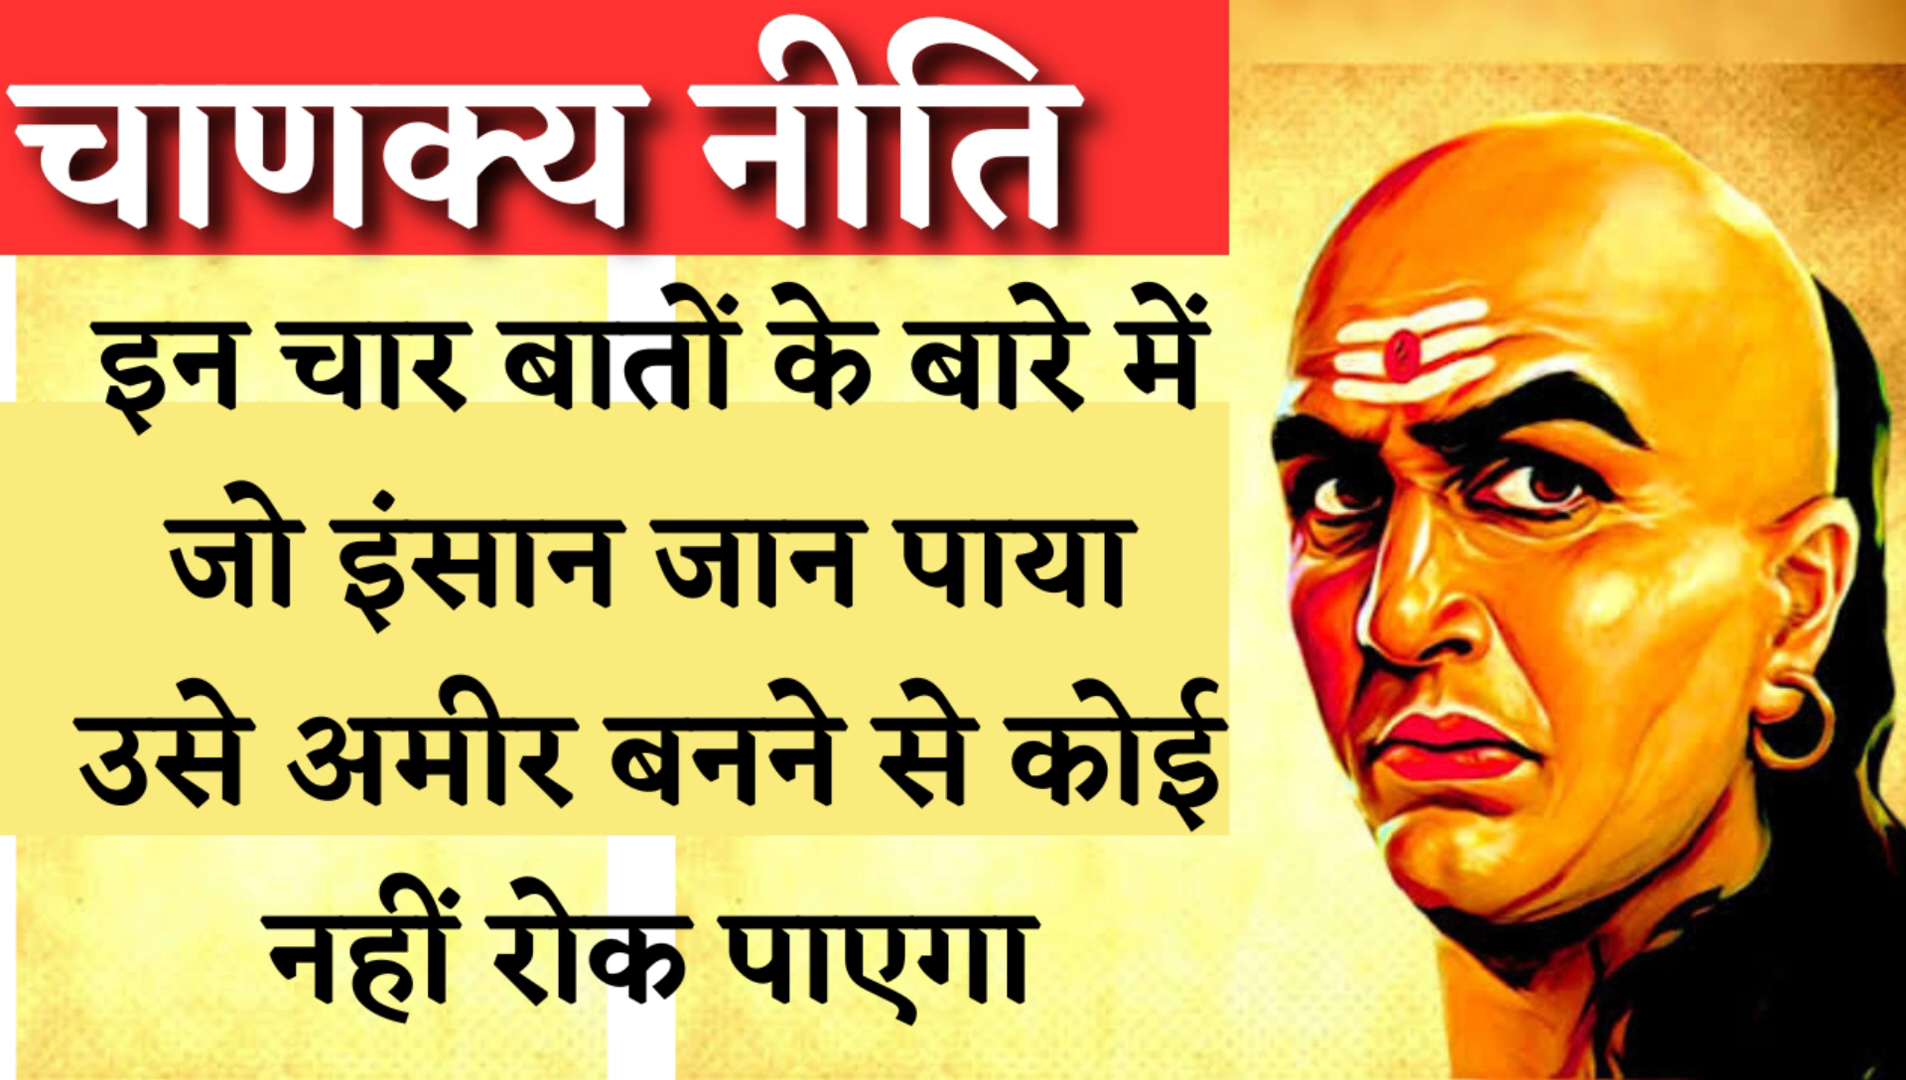 चाणक्य नीति
इन चार बातों के बारे में
जो इंसान जान पाया
उसे अमीर बनने से कोई
नहीं रोक पाएगा